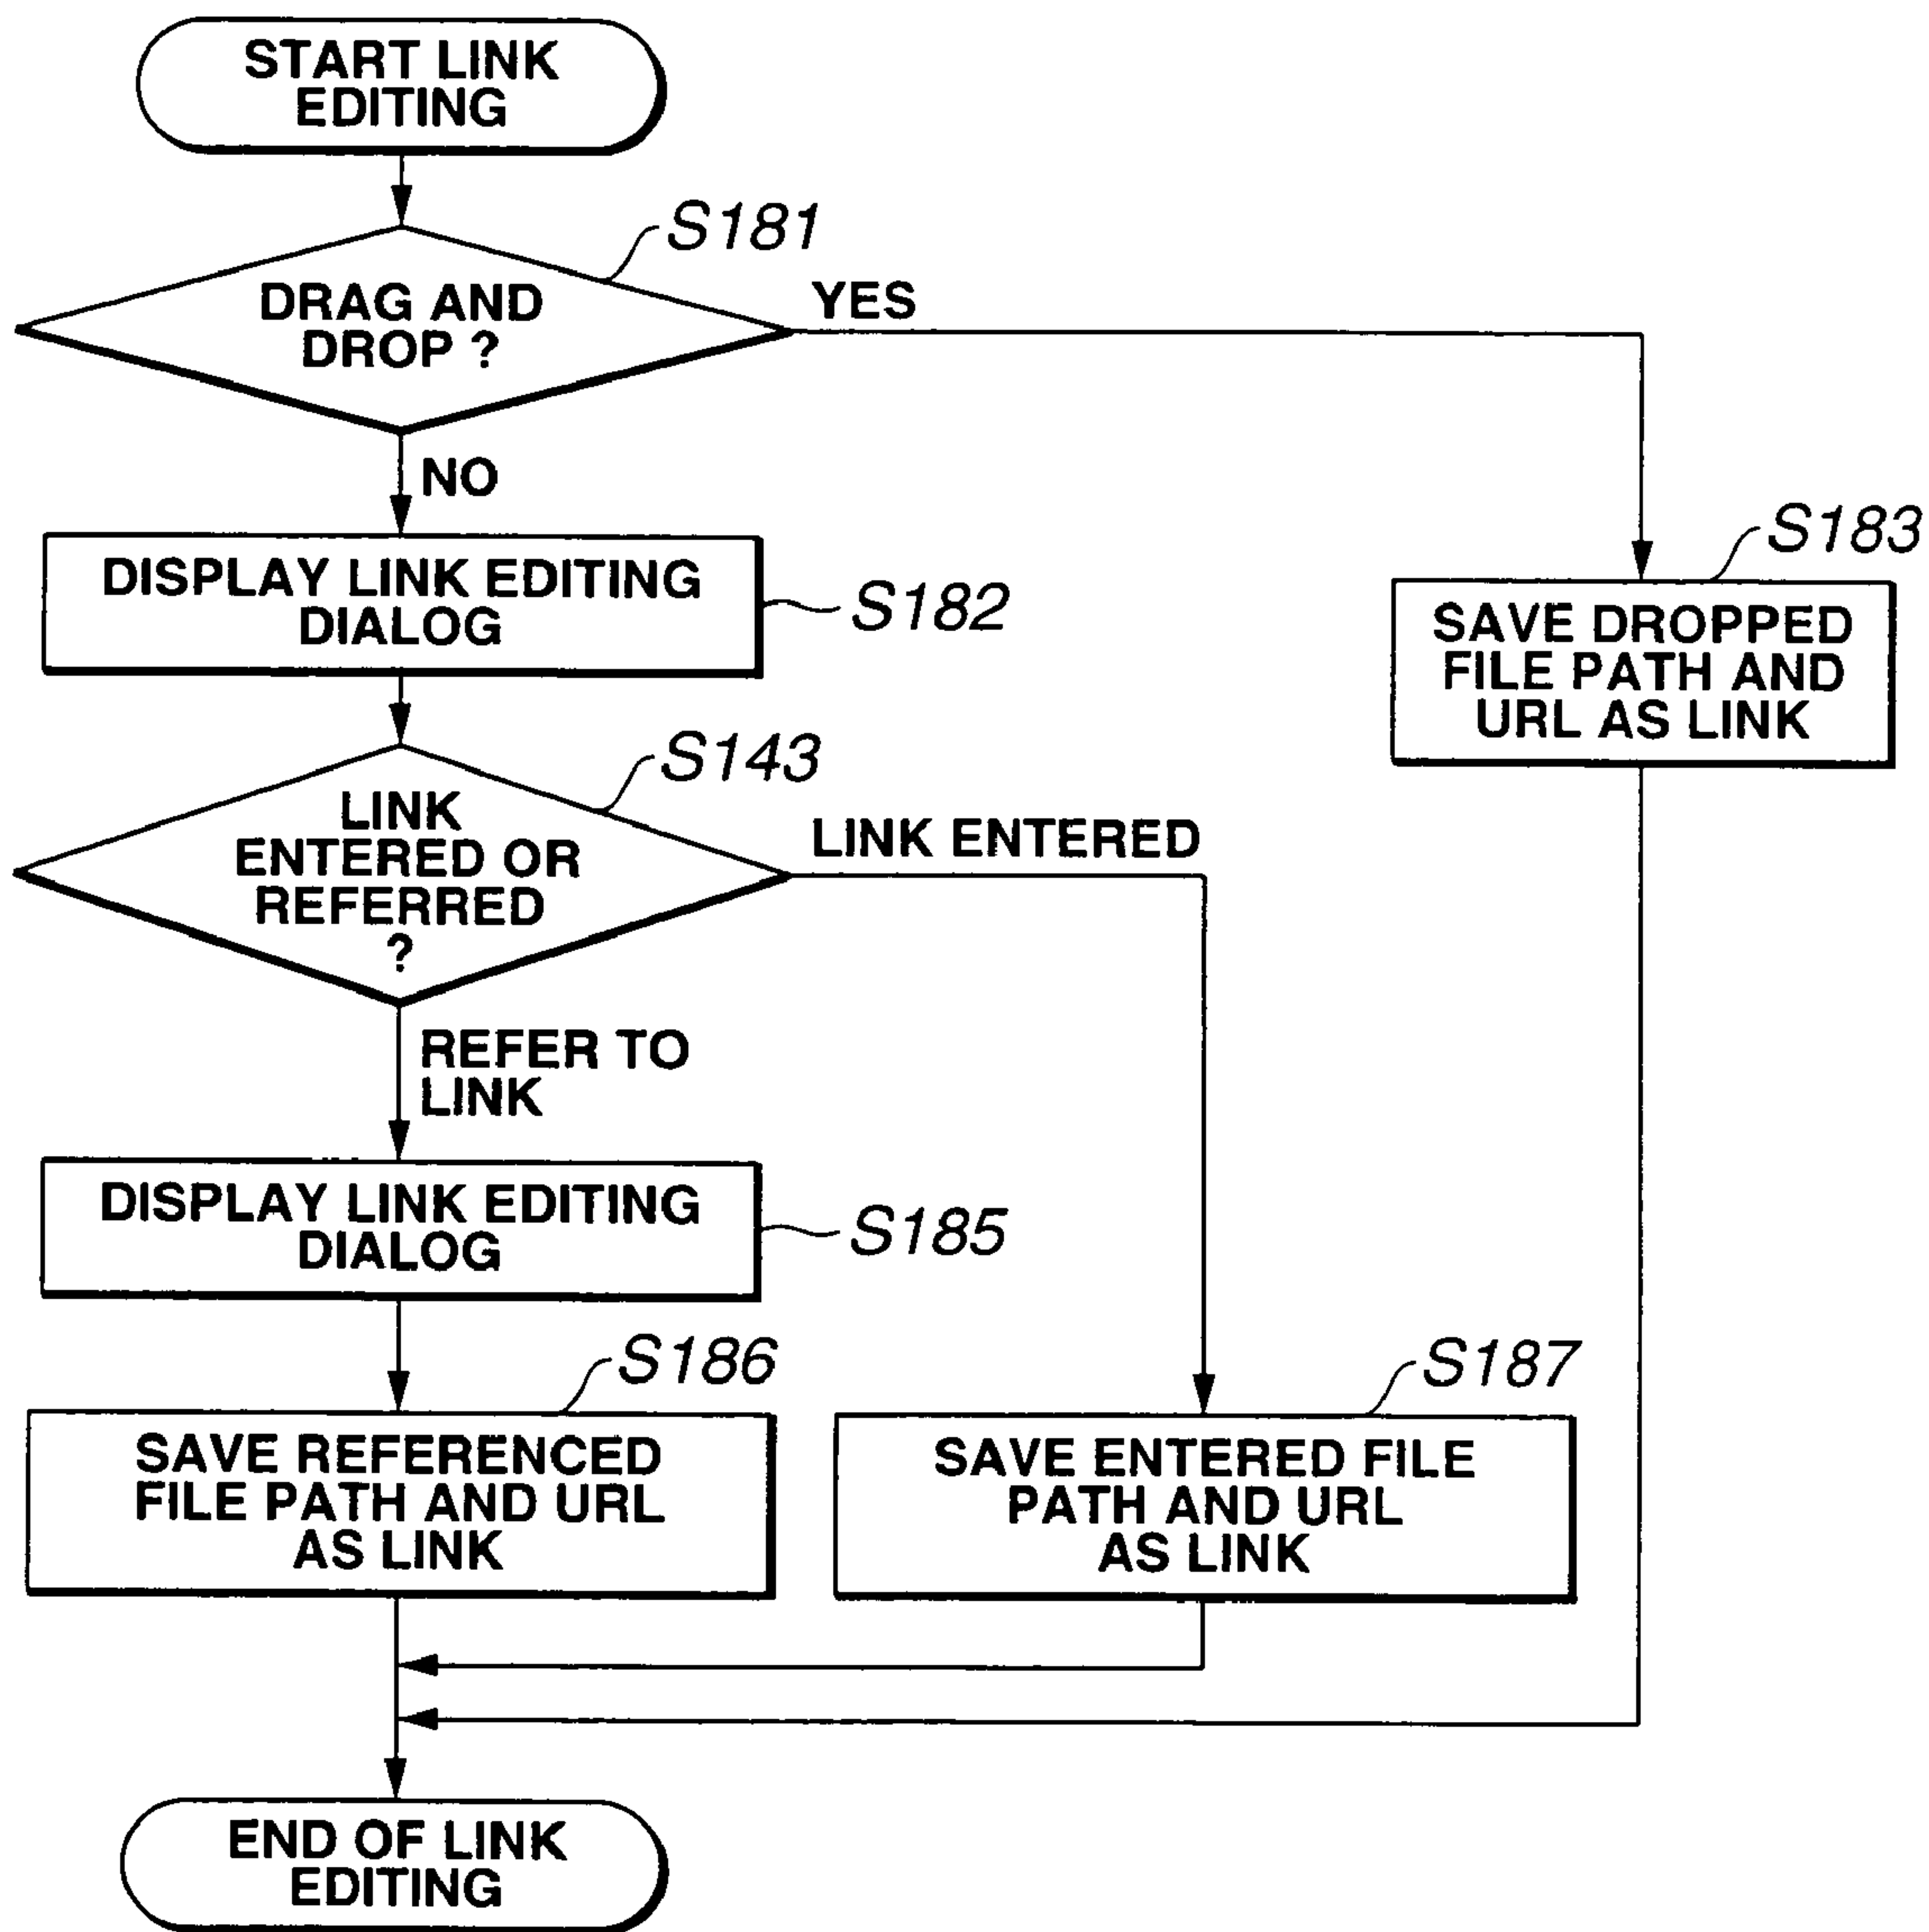 START LINK
EDITING
S181
DRAG AND
DROP ?
YES
NO
DISPLAY LINK EDITING
DIALOG
S182
S183
SAVE DROPPED
FILE PATH AND
URL AS LINK
S143
LINK
ENTERED OR
REFERRED
?
LINK ENTERED
REFER TO
LINK
DISPLAY LINK EDITING
DIALOG
S185
S186
SAVE REFERENCED
FILE PATH AND URL
AS LINK
S187
SAVE ENTERED FILE
PATH AND URL
AS LINK
END OF LINK
EDITING